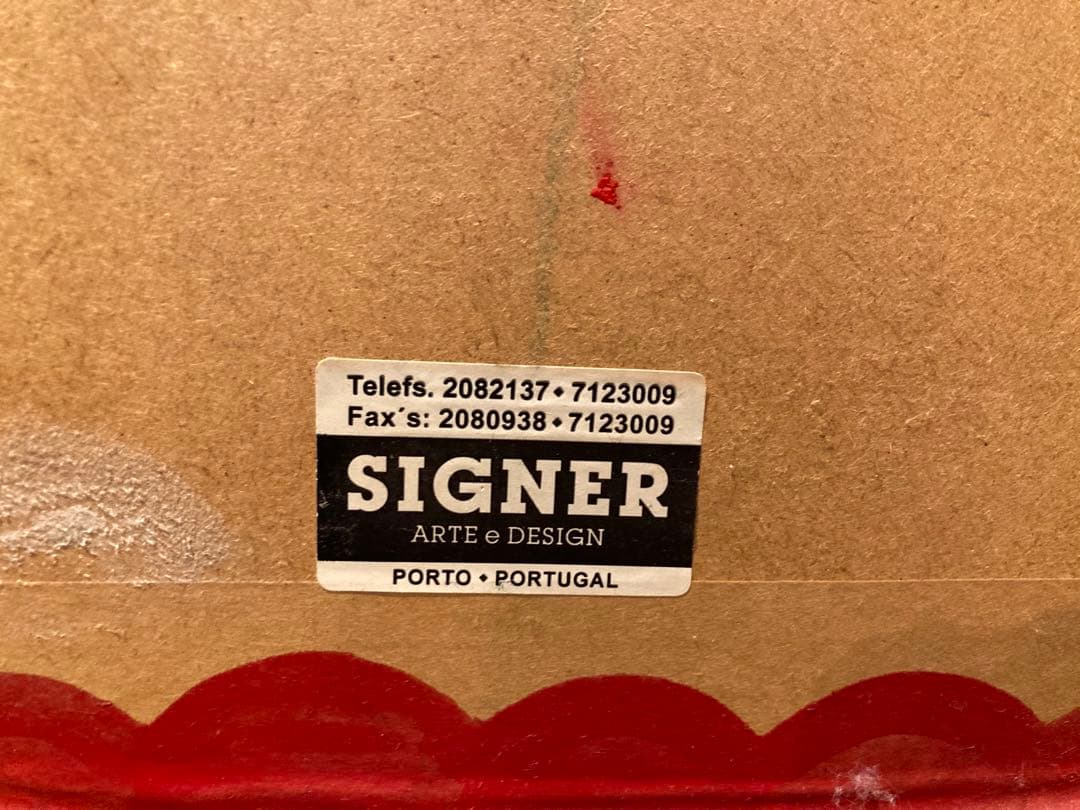 Telefs. 2082137 • 7123009
Fax´s: 2080938 • 7123009
SIGNER
ARTE e DESIGN
PORTO • PORTUGAL